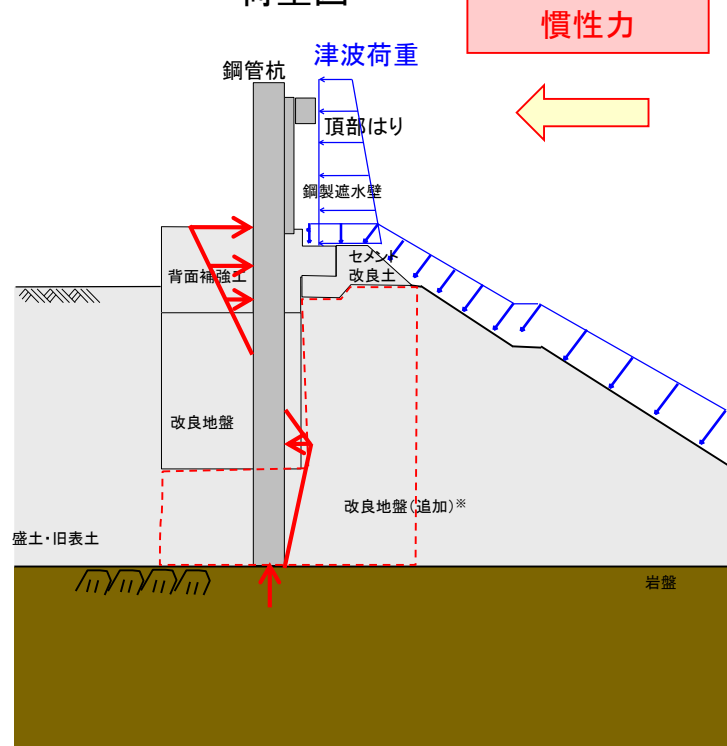 慣性力
津波荷重
鋼管杭
頂部はり
鋼製遮水壁
セメント
改良土
背面補強工
改良地盤
改良地盤(追加)※
盛土・旧表土
岩盤